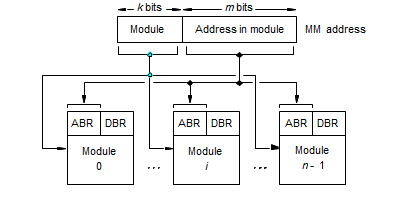 k bits m bits
Module Address in module MM address
ABR DBR ABR DBR ABR DBR
Module Module Module
0 ... i ... n - 1